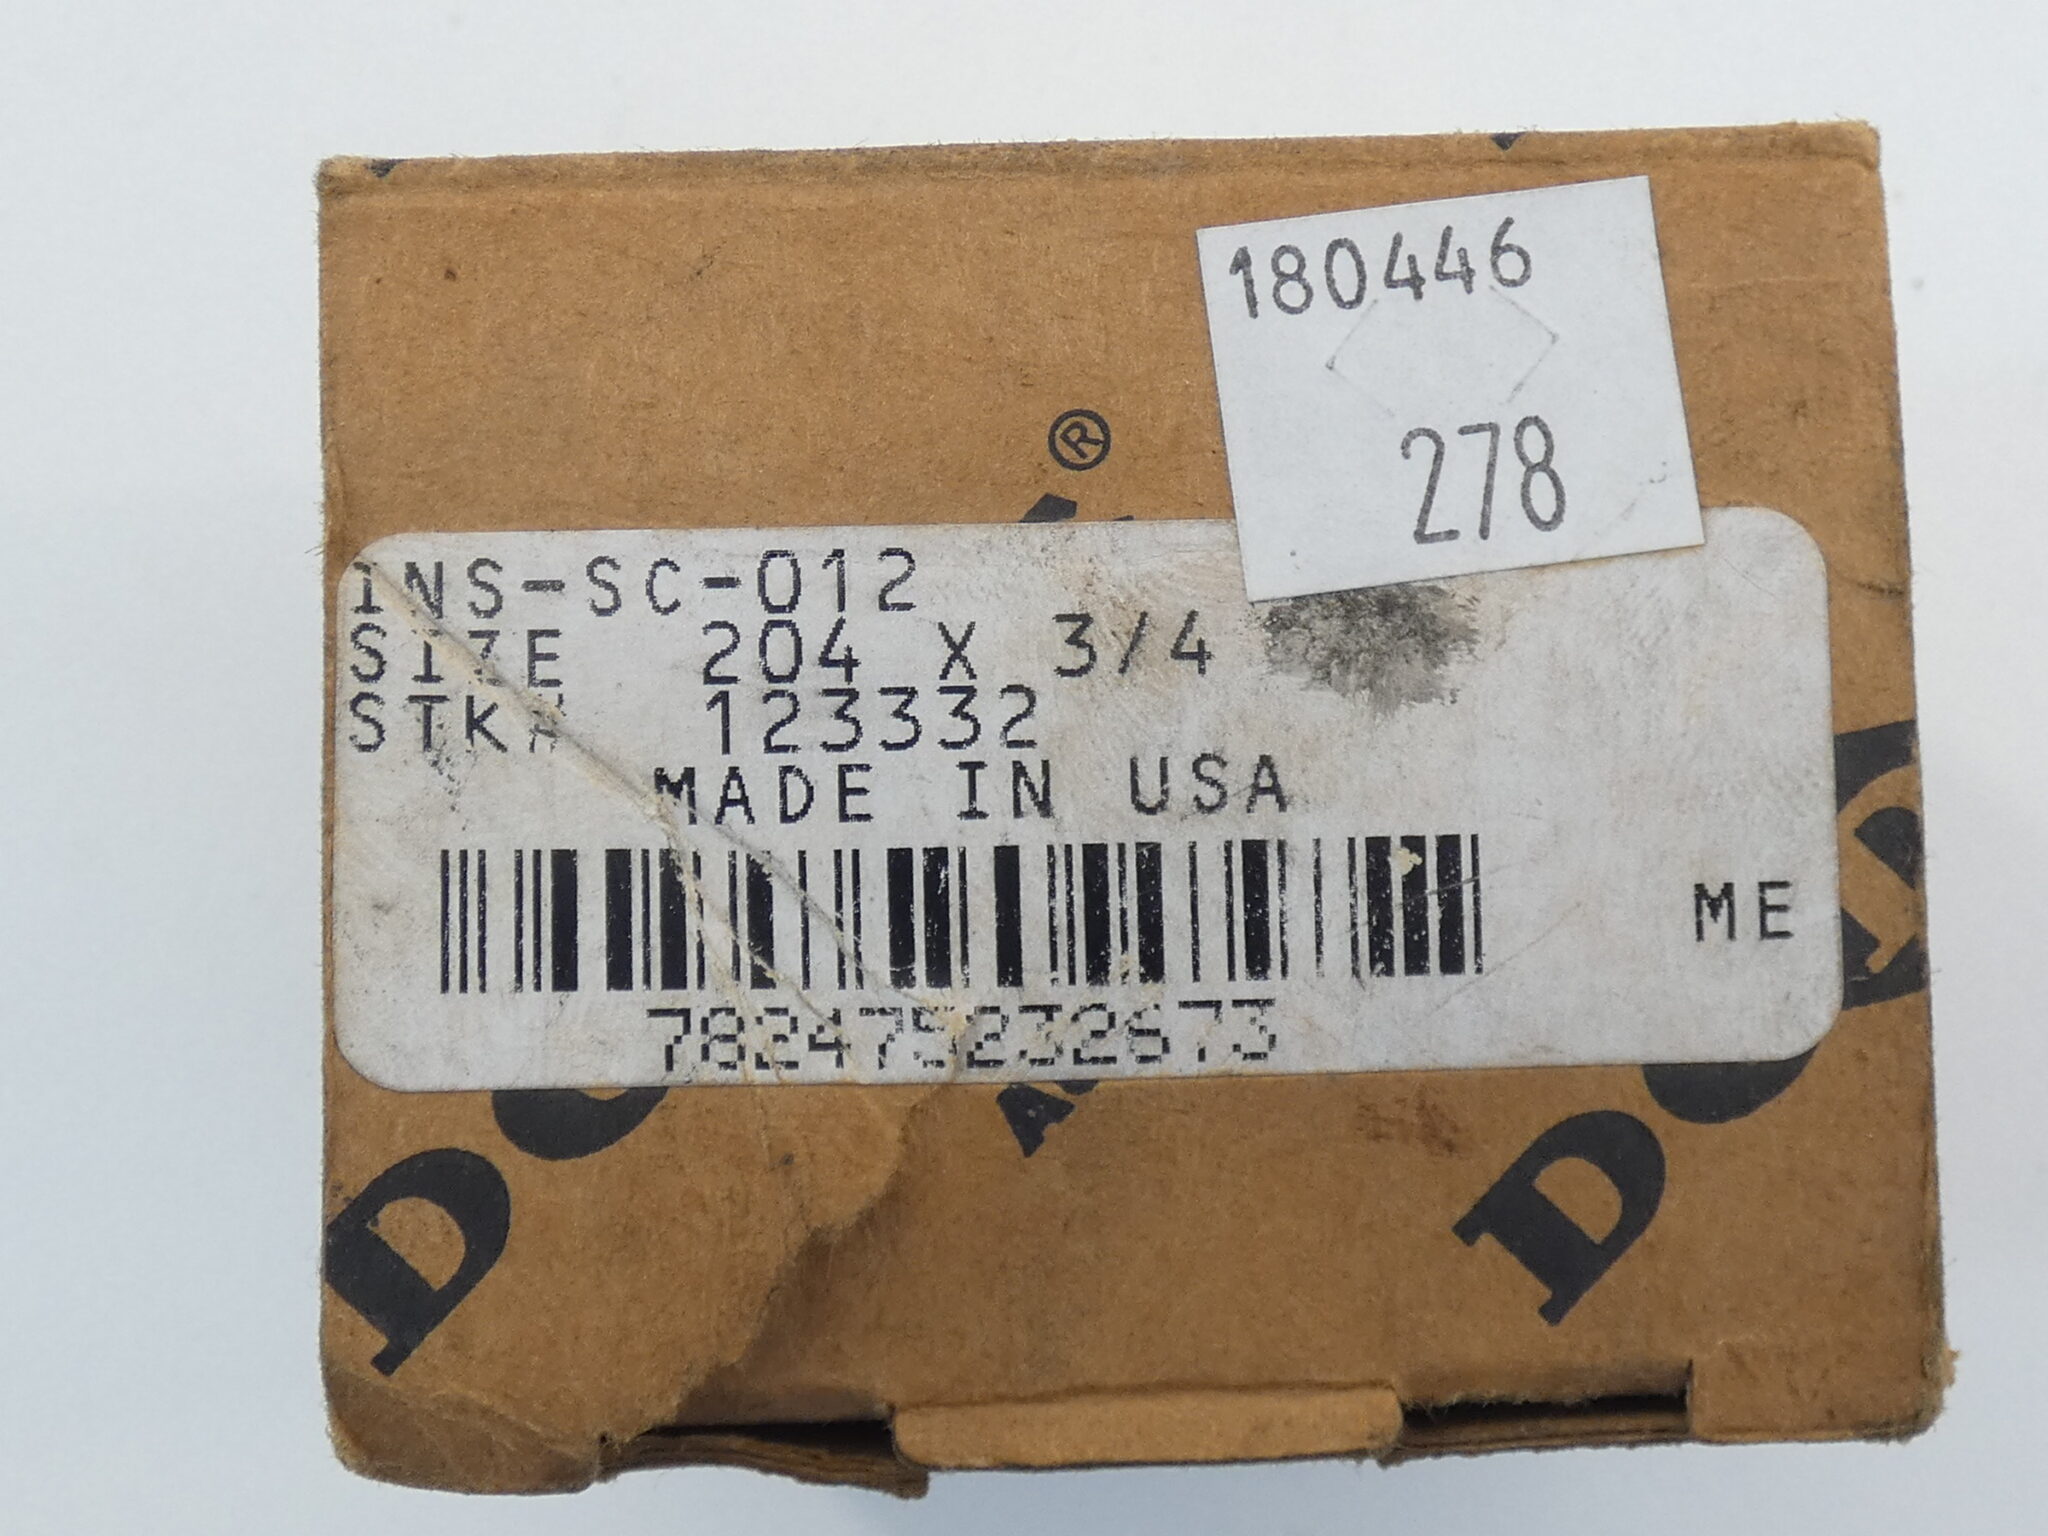 180446
278
®
INS-SC-012
SIZE 204 X 3/4
STK# 123332
MADE IN USA
ME
782475232673